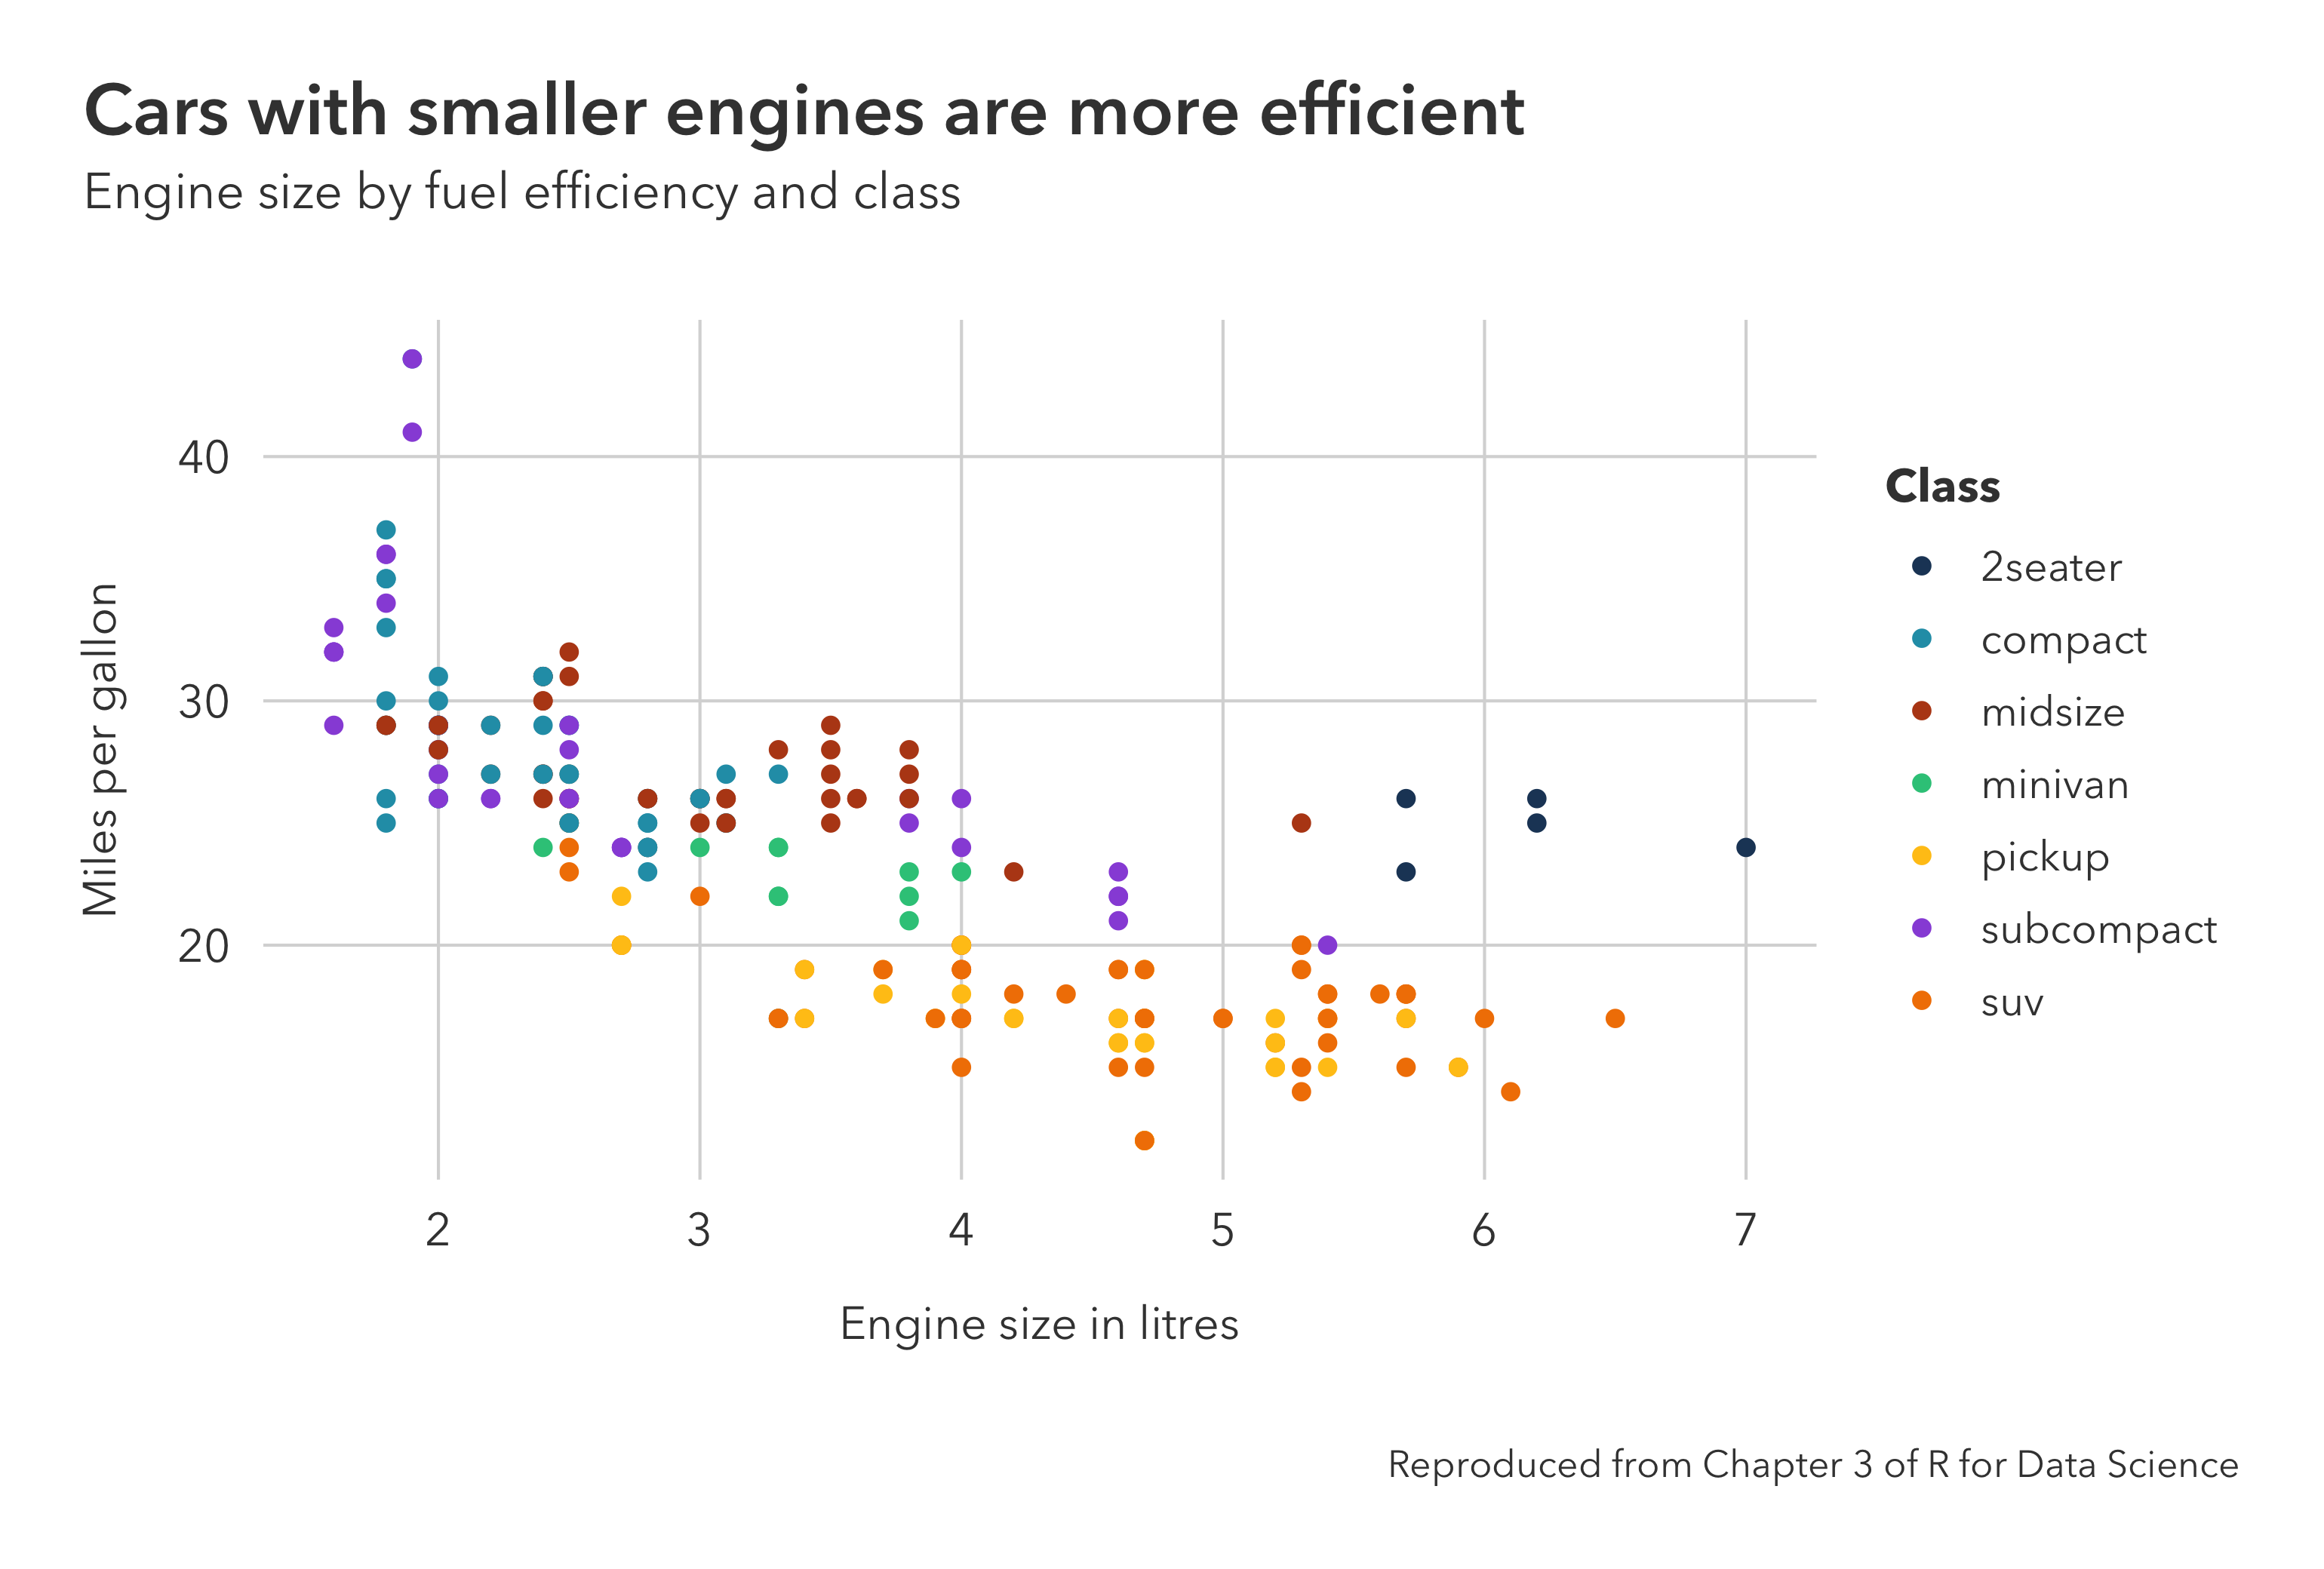 Cars with smaller engines are more efficient
Engine size by fuel efficiency and class
Miles per gallon
40
30
20
2
3
4
5
6
7
Engine size in litres
Class
2seater
compact
midsize
minivan
pickup
subcompact
suv
Reproduced from Chapter 3 of R for Data Science